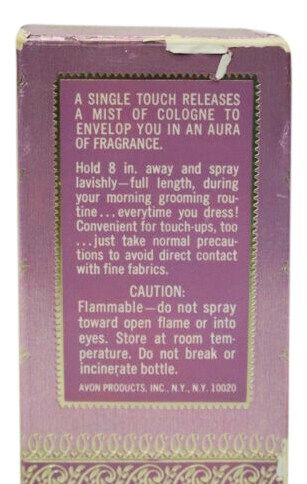 A SINGLE TOUCH RELEASES
A MIST OF COLOGNE TO
ENVELOP YOU IN AN AURA
OF FRAGRANCE.
Hold 8 in. away and spray
lavishly—full length, during
your morning grooming rou-
tine...everytime you dress!
Convenient for touch-ups, too
...just take normal precau-
tions to avoid direct contact
with fine fabrics.
CAUTION:
Flammable—do not spray
toward open flame or into
eyes. Store at room tem-
perature. Do not break or
incinerate bottle.
AVON PRODUCTS, INC., N.Y., N.Y. 10020